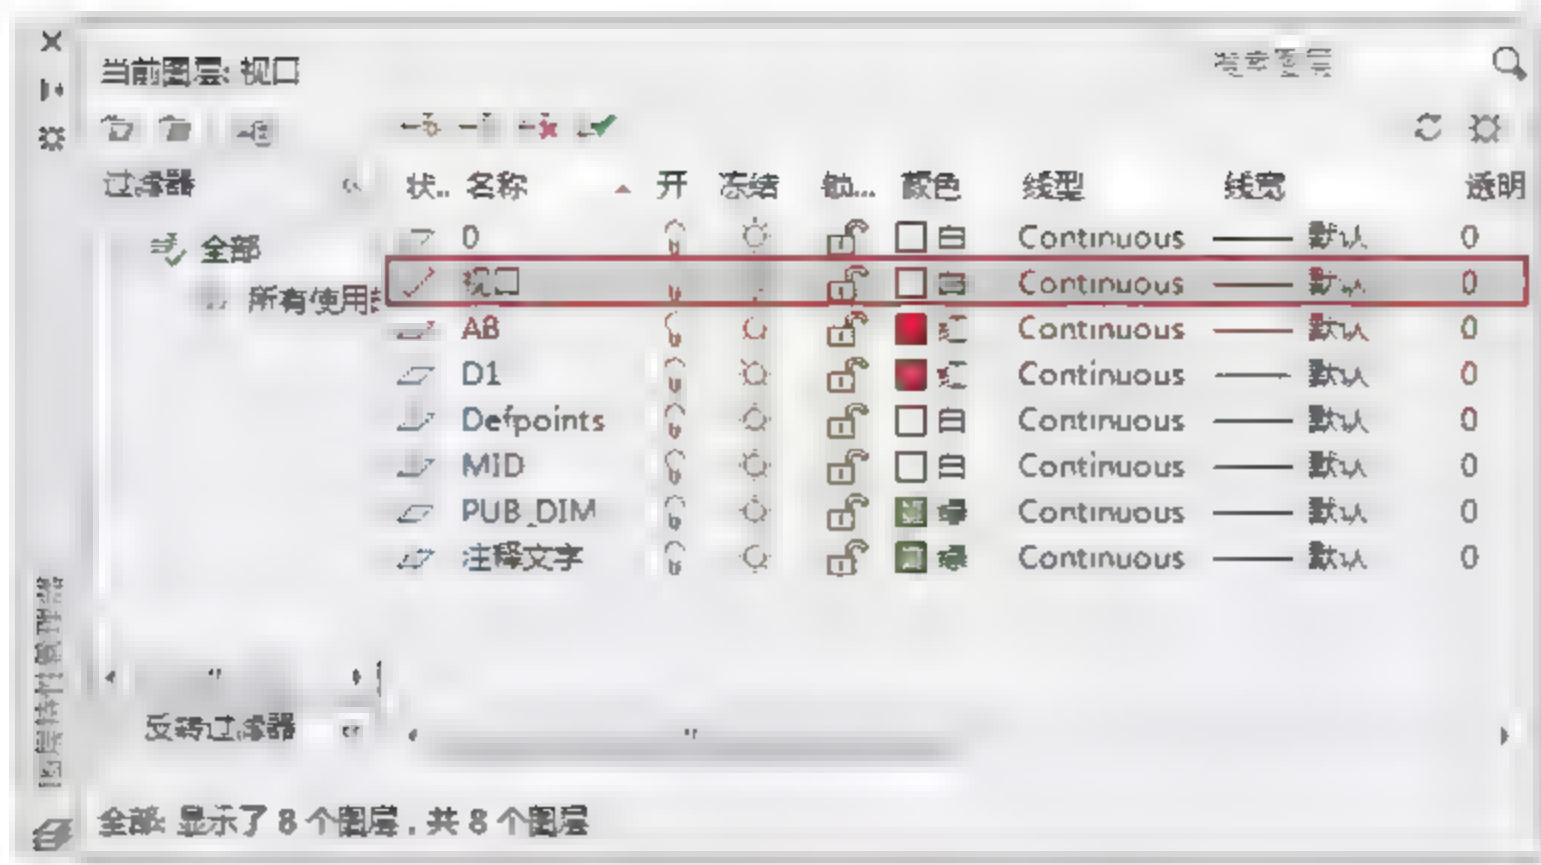 当前图层: 视口
搜索图层
过滤器
状.. 名称 开 冻结 锁... 颜色 线型 线宽 透明
全部
所有使用
0 白 Continuous 默认 0
视口 白 Continuous 默认 0
AB 红 Continuous 默认 0
D1 红 Continuous 默认 0
Defpoints 白 Continuous 默认 0
MID 白 Continuous 默认 0
PUB_DIM 绿 Continuous 默认 0
注释文字 绿 Continuous 默认 0
反转过滤器
图层特性管理器
全部: 显示了 8 个图层, 共 8 个图层